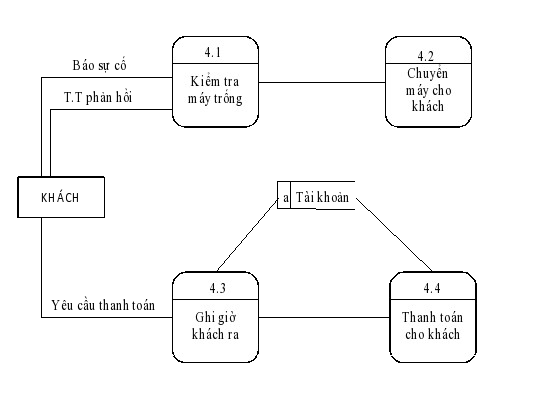 4.1
Kiểm tra
máy trống
4.2
Chuyển
máy cho
khách
Báo sự cố
T.T phản hồi
KHÁCH
a Tài khoản
Yêu cầu thanh toán
4.3
Ghi giờ
khách ra
4.4
Thanh toán
cho khách